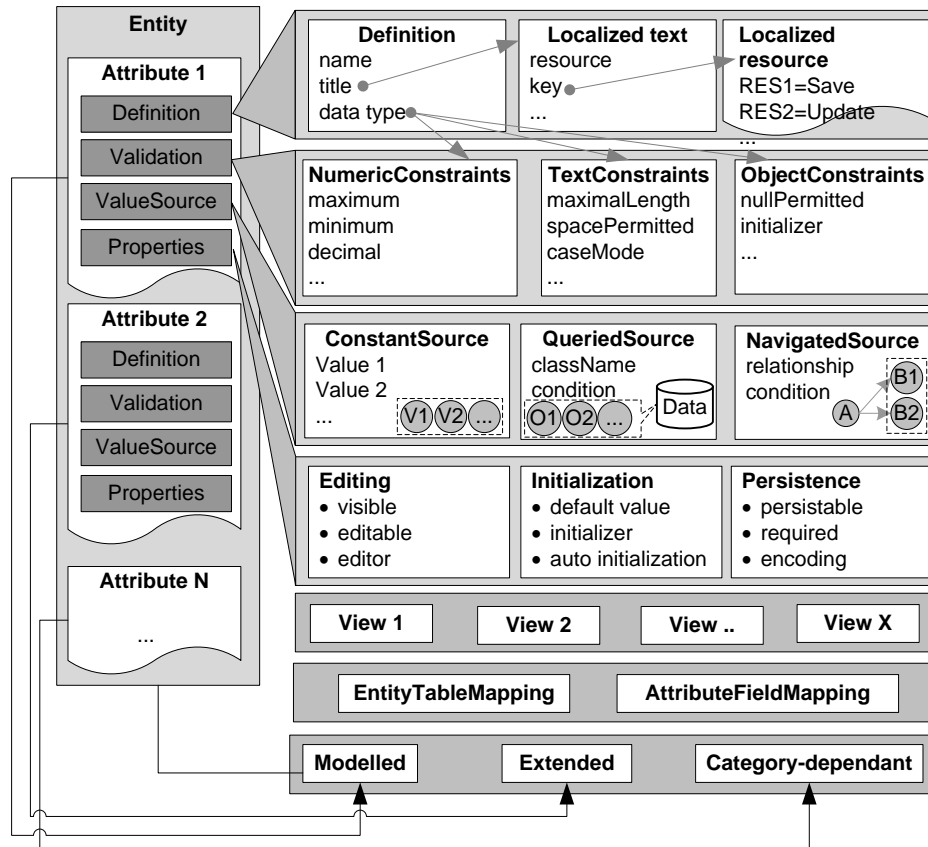 Entity
Attribute 1
Definition
Validation
ValueSource
Properties
Attribute 2
Definition
Validation
ValueSource
Properties
Attribute N
...
Definition
name
title
data type
Localized text
resource
key
...
Localized
resource
RES1=Save
RES2=Update
...
NumericConstraints
maximum
minimum
decimal
...
TextConstraints
maximalLength
spacePermitted
caseMode
...
ObjectConstraints
nullPermitted
initializer
...
ConstantSource
Value 1
Value 2
...
V1 V2 ...
QueriedSource
className
condition
O1 O2 ...
Data
NavigatedSource
relationship
condition
A
B1
B2
Editing
• visible
• editable
• editor
Initialization
• default value
• initializer
• auto initialization
Persistence
• persistable
• required
• encoding
View 1
View 2
View ..
View X
EntityTableMapping
AttributeFieldMapping
Modelled
Extended
Category-dependant